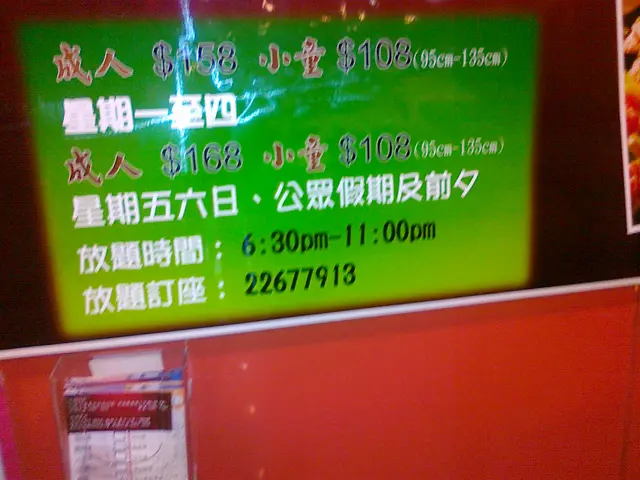 成人 $158 小童 $108(95cm-135cm)
星期一至四
成人 $168 小童 $108(95cm-135cm)
星期五六日、公眾假期及前夕
放題時間：6:30pm-11:00pm
放題訂座：22677913